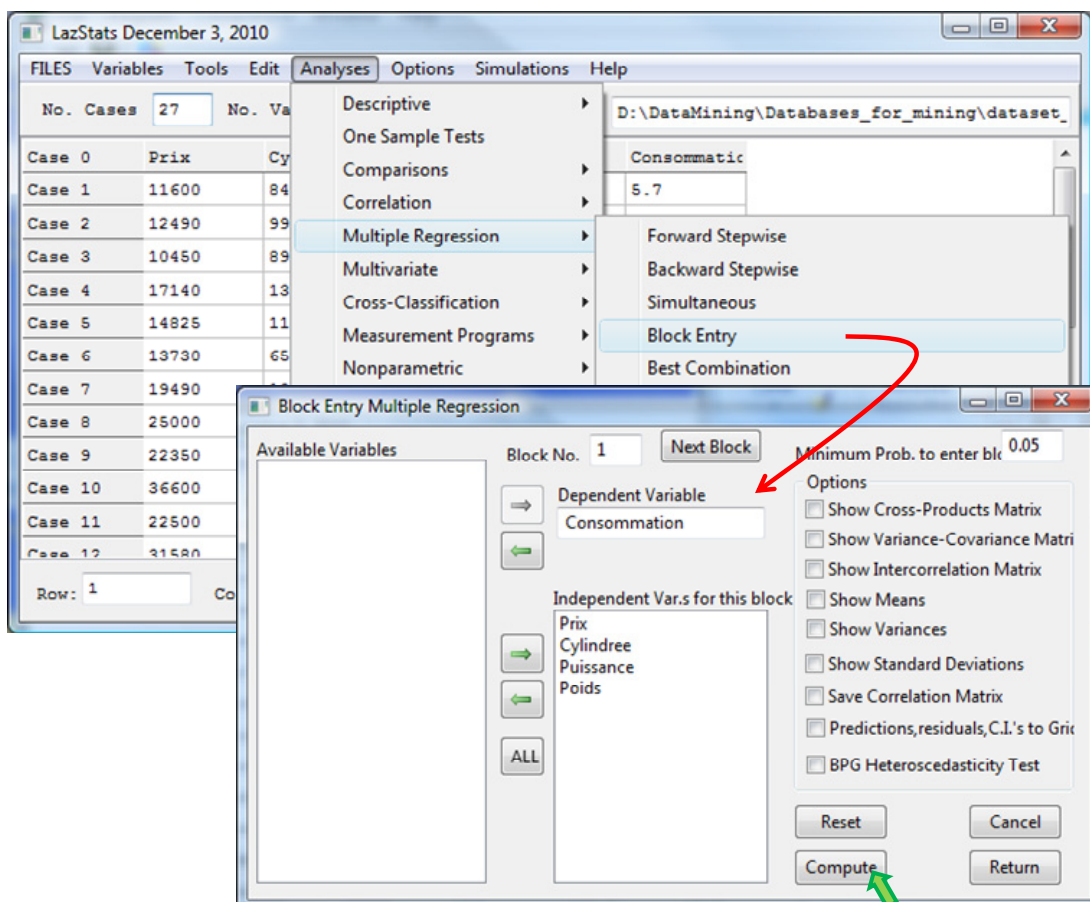 LazStats December 3, 2010
FILES Variables Tools Edit Analyses Options Simulations Help
No. Cases 27 No. Va D:\DataMining\Databases_for_mining\dataset_
Case 0 Prix Cy Consommatic
Case 1 11600 84 5.7
Case 2 12490 99
Case 3 10450 89
Case 4 17140 13
Case 5 14825 11
Case 6 13730 65
Case 7 19490
Case 8 25000
Case 9 22350
Case 10 36600
Case 11 22500
Case 12 31580
Row: 1 Co
Descriptive
One Sample Tests
Comparisons
Correlation
Multiple Regression
Multivariate
Cross-Classification
Measurement Programs
Nonparametric
Forward Stepwise
Backward Stepwise
Simultaneous
Block Entry
Best Combination
Block Entry Multiple Regression
Available Variables
Block No. 1 Next Block
Minimum Prob. to enter blc 0.05
Dependent Variable
Consommation
Independent Var.s for this block
Prix
Cylindree
Puissance
Poids
ALL
Options
Show Cross-Products Matrix
Show Variance-Covariance Matri
Show Intercorrelation Matrix
Show Means
Show Variances
Show Standard Deviations
Save Correlation Matrix
Predictions,residuals,C.I.'s to Gric
BPG Heteroscedasticity Test
Reset Cancel
Compute Return